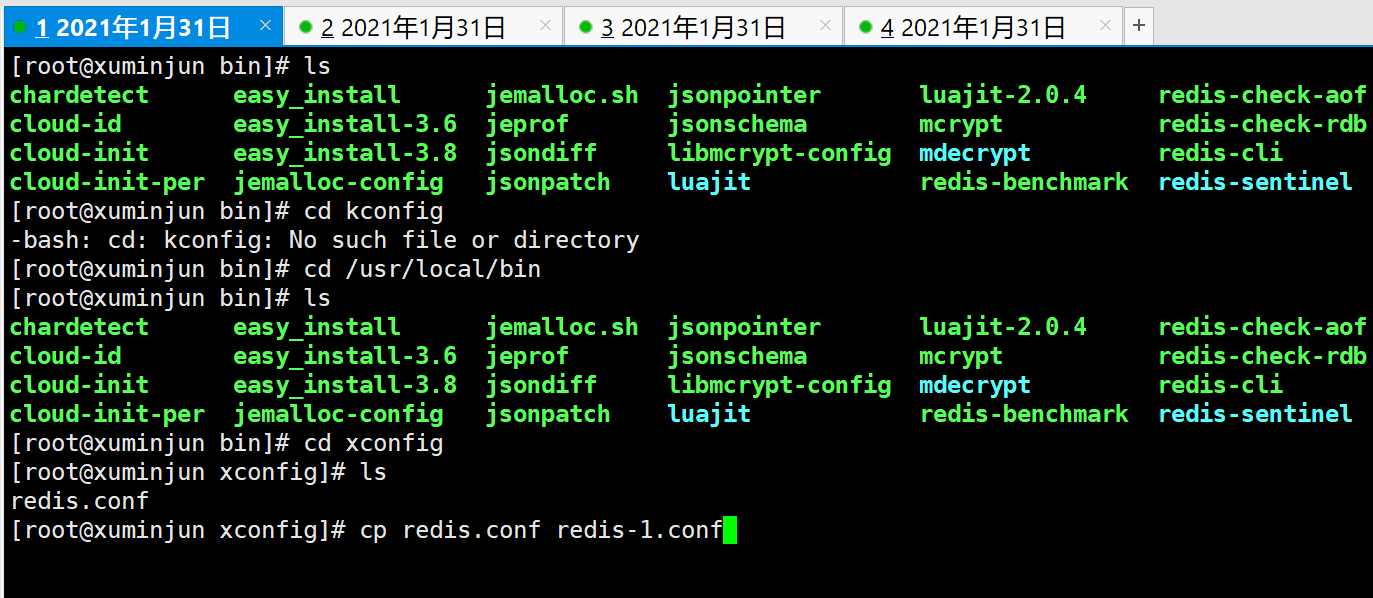 1 2021年1月31日 × 2 2021年1月31日 × 3 2021年1月31日 × 4 2021年1月31日 × +
[root@xuminjun bin]# ls
chardetect easy_install jemalloc.sh jsonpointer luajit-2.0.4 redis-check-aof
cloud-id easy_install-3.6 jeprof jsonschema mcrypt redis-check-rdb
cloud-init easy_install-3.8 jsondiff libmcrypt-config mdecrypt redis-cli
cloud-init-per jemalloc-config jsonpatch luajit redis-benchmark redis-sentinel
[root@xuminjun bin]# cd kconfig
-bash: cd: kconfig: No such file or directory
[root@xuminjun bin]# cd /usr/local/bin
[root@xuminjun bin]# ls
chardetect easy_install jemalloc.sh jsonpointer luajit-2.0.4 redis-check-aof
cloud-id easy_install-3.6 jeprof jsonschema mcrypt redis-check-rdb
cloud-init easy_install-3.8 jsondiff libmcrypt-config mdecrypt redis-cli
cloud-init-per jemalloc-config jsonpatch luajit redis-benchmark redis-sentinel
[root@xuminjun bin]# cd xconfig
[root@xuminjun xconfig]# ls
redis.conf
[root@xuminjun xconfig]# cp redis.conf redis-1.conf